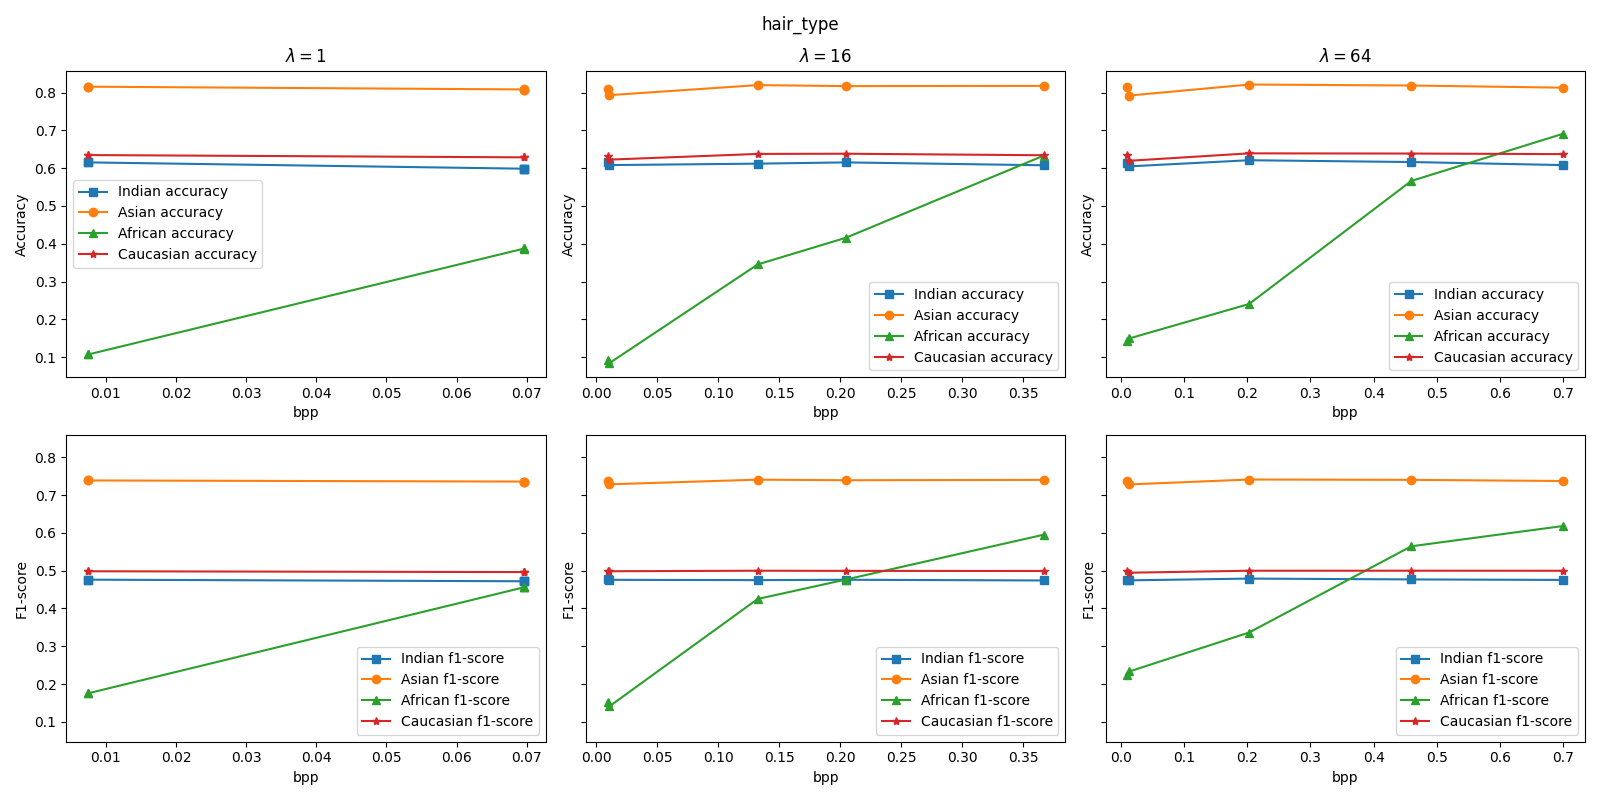 hair_type
λ = 1
λ = 16
λ = 64
Accuracy
0.8
0.7
0.6
0.5
0.4
0.3
0.2
0.1
Indian accuracy
Asian accuracy
African accuracy
Caucasian accuracy
0.01 0.02 0.03 0.04 0.05 0.06 0.07
bpp
Accuracy
Indian accuracy
Asian accuracy
African accuracy
Caucasian accuracy
0.00 0.05 0.10 0.15 0.20 0.25 0.30 0.35
bpp
Accuracy
Indian accuracy
Asian accuracy
African accuracy
Caucasian accuracy
0.0 0.1 0.2 0.3 0.4 0.5 0.6 0.7
bpp
F1-score
0.8
0.7
0.6
0.5
0.4
0.3
0.2
0.1
Indian f1-score
Asian f1-score
African f1-score
Caucasian f1-score
0.01 0.02 0.03 0.04 0.05 0.06 0.07
bpp
F1-score
Indian f1-score
Asian f1-score
African f1-score
Caucasian f1-score
0.00 0.05 0.10 0.15 0.20 0.25 0.30 0.35
bpp
F1-score
Indian f1-score
Asian f1-score
African f1-score
Caucasian f1-score
0.0 0.1 0.2 0.3 0.4 0.5 0.6 0.7
bpp